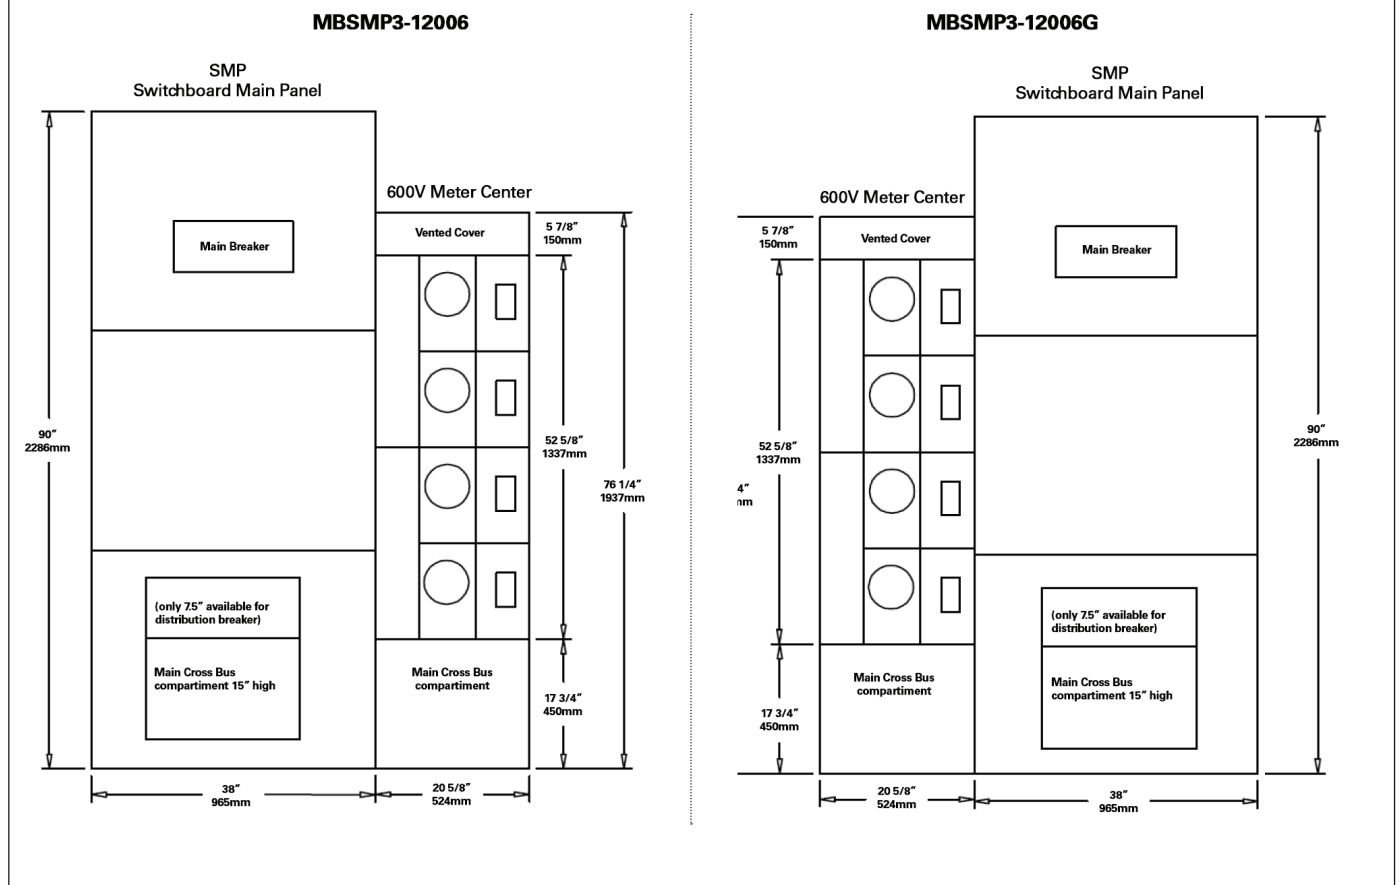 MBSMP3-12006
SMP
Switchboard Main Panel
600V Meter Center
Vented Cover
5 7/8"
150mm
Main Breaker
90"
2286mm
52 5/8"
1337mm
76 1/4"
1937mm
(only 7.5" available for
distribution breaker)
Main Cross Bus
compartment 15" high
Main Cross Bus
compartment
17 3/4"
450mm
38"
965mm
20 5/8"
524mm
MBSMP3-12006G
SMP
Switchboard Main Panel
600V Meter Center
5 7/8"
150mm
Vented Cover
Main Breaker
52 5/8"
1337mm
4"
mm
90"
2286mm
(only 7.5" available for
distribution breaker)
Main Cross Bus
compartment
Main Cross Bus
compartment 15" high
17 3/4"
450mm
20 5/8"
524mm
38"
965mm